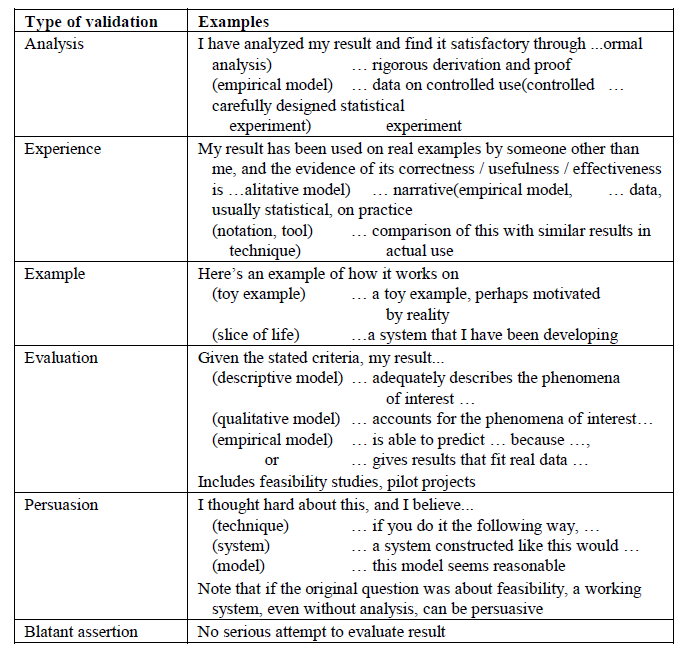 Type of validation Examples
Analysis I have analyzed my result and find it satisfactory through ...ormal
analysis) … rigorous derivation and proof
(empirical model) … data on controlled use(controlled …
carefully designed statistical
experiment) experiment
Experience My result has been used on real examples by someone other than
me, and the evidence of its correctness / usefulness / effectiveness
is …alitative model) … narrative(empirical model, … data,
usually statistical, on practice
(notation, tool) … comparison of this with similar results in
technique) actual use
Example Here’s an example of how it works on
(toy example) … a toy example, perhaps motivated
by reality
(slice of life) …a system that I have been developing
Evaluation Given the stated criteria, my result...
(descriptive model) … adequately describes the phenomena
of interest …
(qualitative model) … accounts for the phenomena of interest…
(empirical model) … is able to predict … because …,
or … gives results that fit real data …
Includes feasibility studies, pilot projects
Persuasion I thought hard about this, and I believe...
(technique) … if you do it the following way, …
(system) … a system constructed like this would …
(model) … this model seems reasonable
Note that if the original question was about feasibility, a working
system, even without analysis, can be persuasive
Blatant assertion No serious attempt to evaluate result